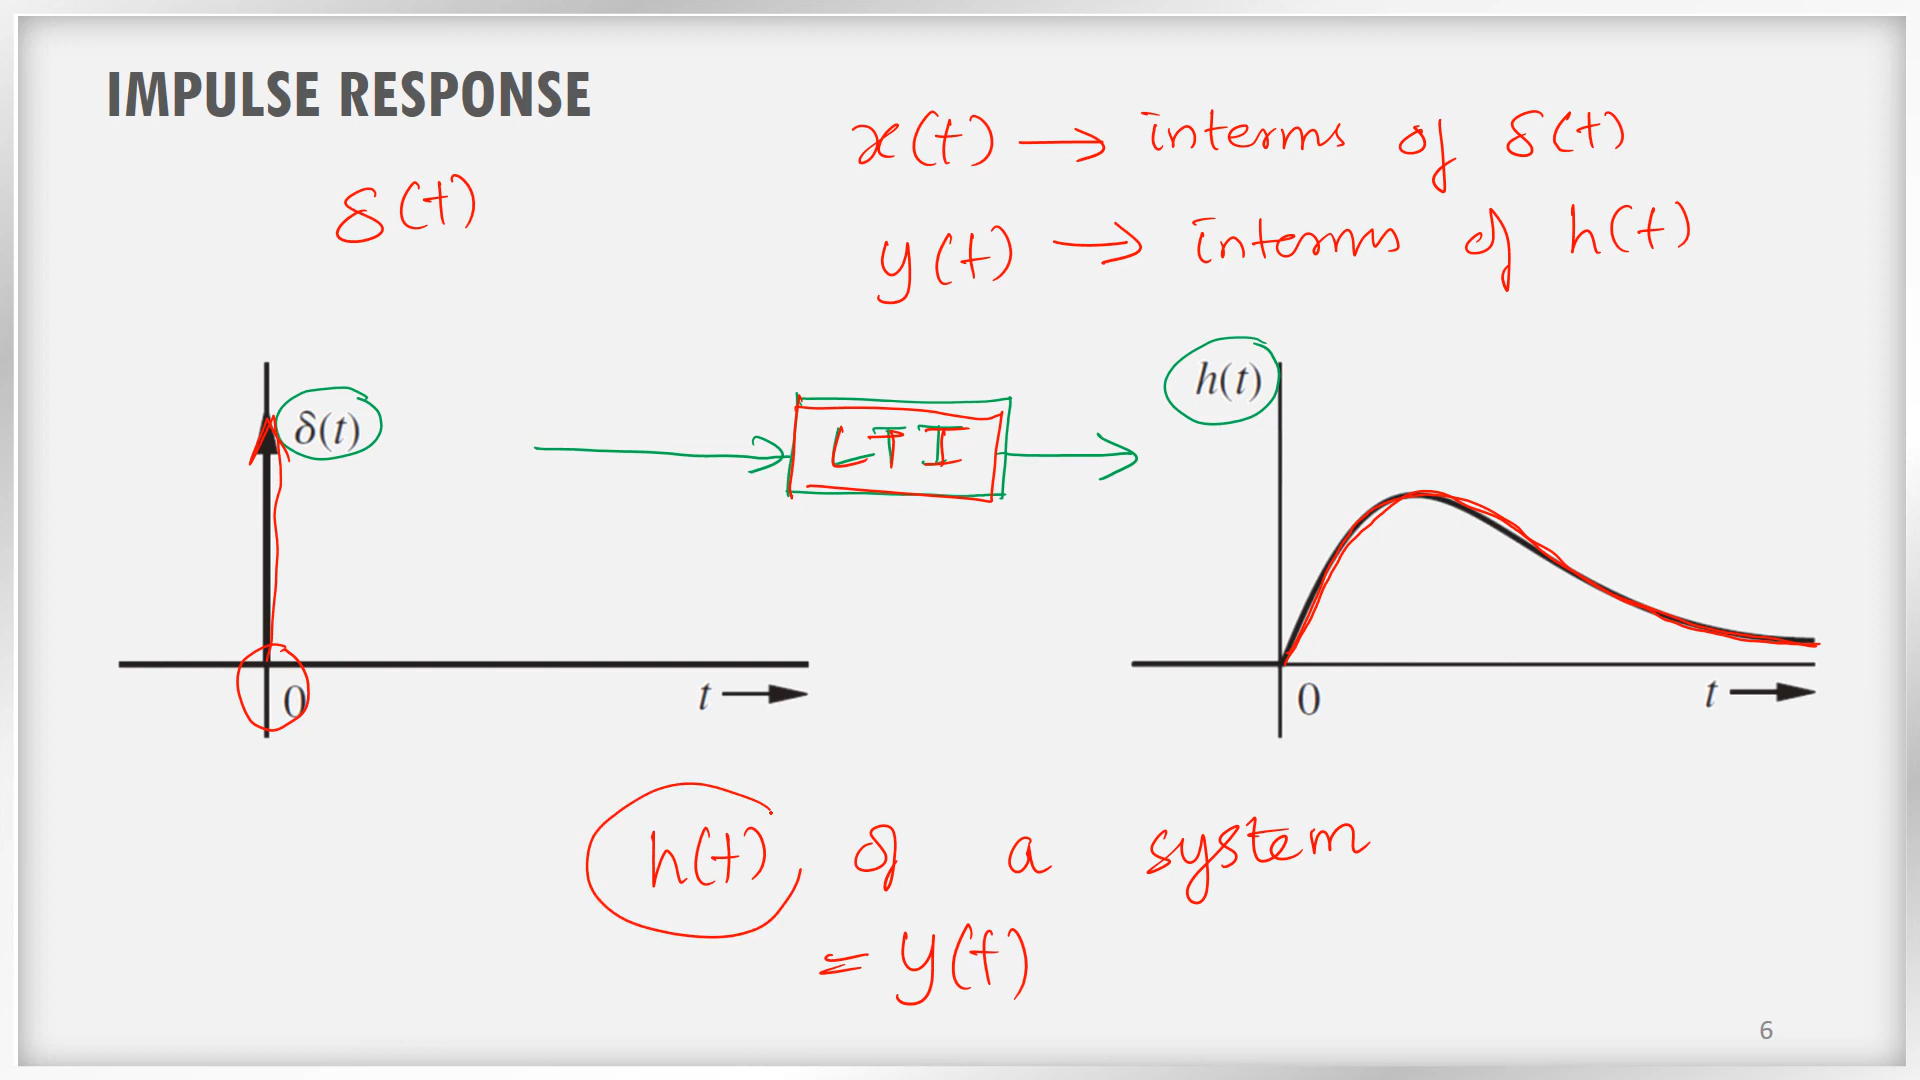 IMPULSE RESPONSE
x(t) → interms of δ(t)
δ(t)
y(t) → interms of h(t)
h(t)
δ(t)
LTI
0
t
0
t
h(t) of a system
= y(t)
6